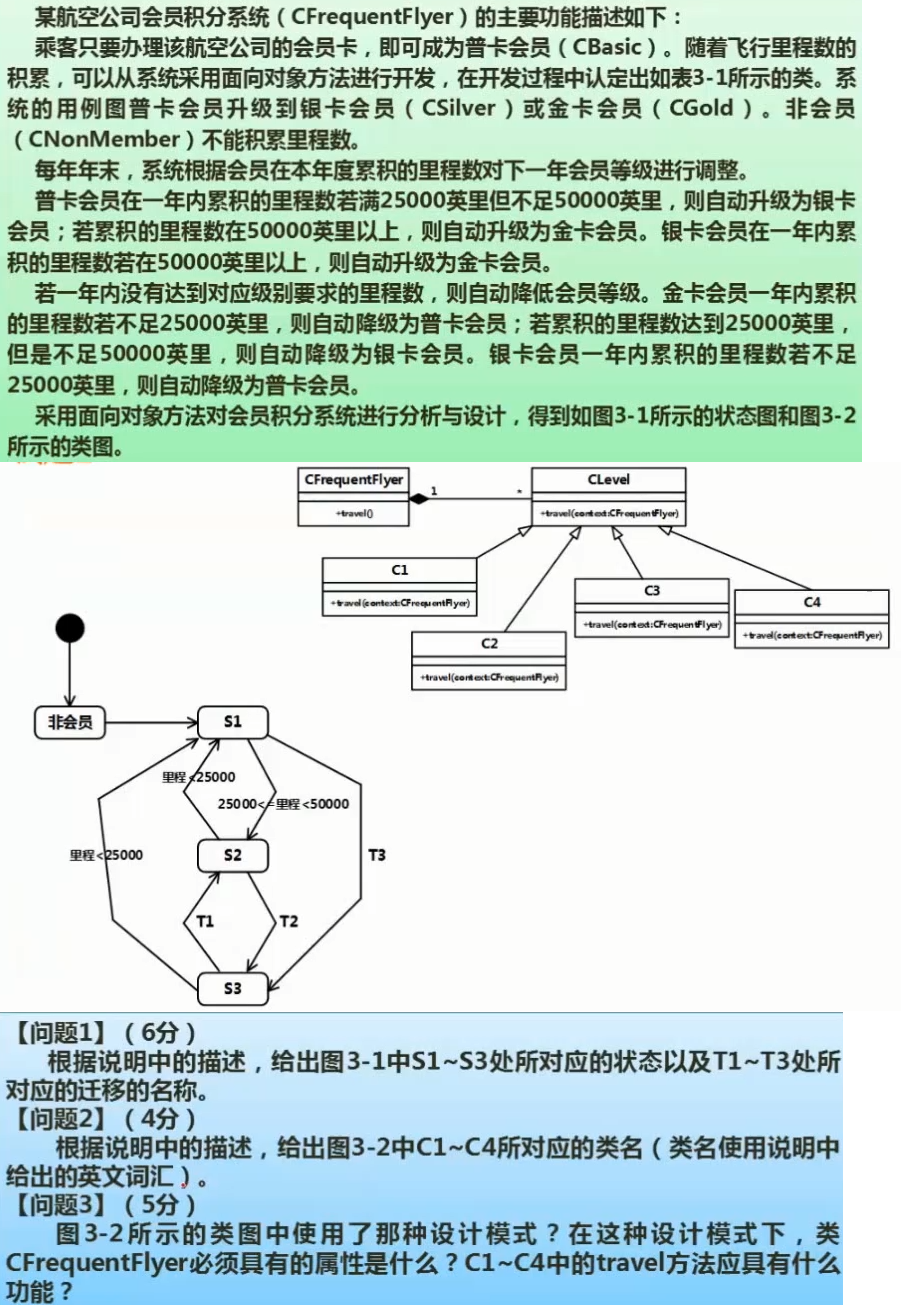 某航空公司会员积分系统（CFrequentFlyer）的主要功能描述如下：
乘客只要办理该航空公司的会员卡，即可成为普卡会员（CBasic）。随着飞行里程数的
积累，可以从系统采用面向对象方法进行开发，在开发过程中认定出如表3-1所示的类。系
统的用例图普卡会员升级到银卡会员（CSilver）或金卡会员（CGold）。非会员
（CNonMember）不能积累里程数。
每年年末，系统根据会员在本年度累积的里程数对下一年会员等级进行调整。
普卡会员在一年内累积的里程数若满25000英里但不足50000英里，则自动升级为银卡
会员；若累积的里程数在50000英里以上，则自动升级为金卡会员。银卡会员在一年内累
积的里程数若在50000英里以上，则自动升级为金卡会员。
若一年内没有达到对应级别要求的里程数，则自动降低会员等级。金卡会员一年内累积
的里程数若不足25000英里，则自动降级为普卡会员；若累积的里程数达到25000英里，
但是不足50000英里，则自动降级为银卡会员。银卡会员一年内累积的里程数若不足
25000英里，则自动降级为普卡会员。
采用面向对象方法对会员积分系统进行分析与设计，得到如图3-1所示的状态图和图3-2
所示的类图。
CFrequentFlyer
+travel()
1
*
CLevel
+travel(context:CFrequentFlyer)
C1
+travel(context:CFrequentFlyer)
C2
+travel(context:CFrequentFlyer)
C3
+travel(context:CFrequentFlyer)
C4
+travel(context:CFrequentFlyer)
非会员
S1
里程<25000
25000<=里程<50000
里程<25000
S2
T3
T1
T2
S3
【问题1】（6分）
根据说明中的描述，给出图3-1中S1~S3处所对应的状态以及T1~T3处所
对应的迁移的名称。
【问题2】（4分）
根据说明中的描述，给出图3-2中C1~C4所对应的类名（类名使用说明中
给出的英文词汇）。
【问题3】（5分）
图3-2所示的类图中使用了那种设计模式？在这种设计模式下，类
CFrequentFlyer必须具有的属性是什么？C1~C4中的travel方法应具有什么
功能？